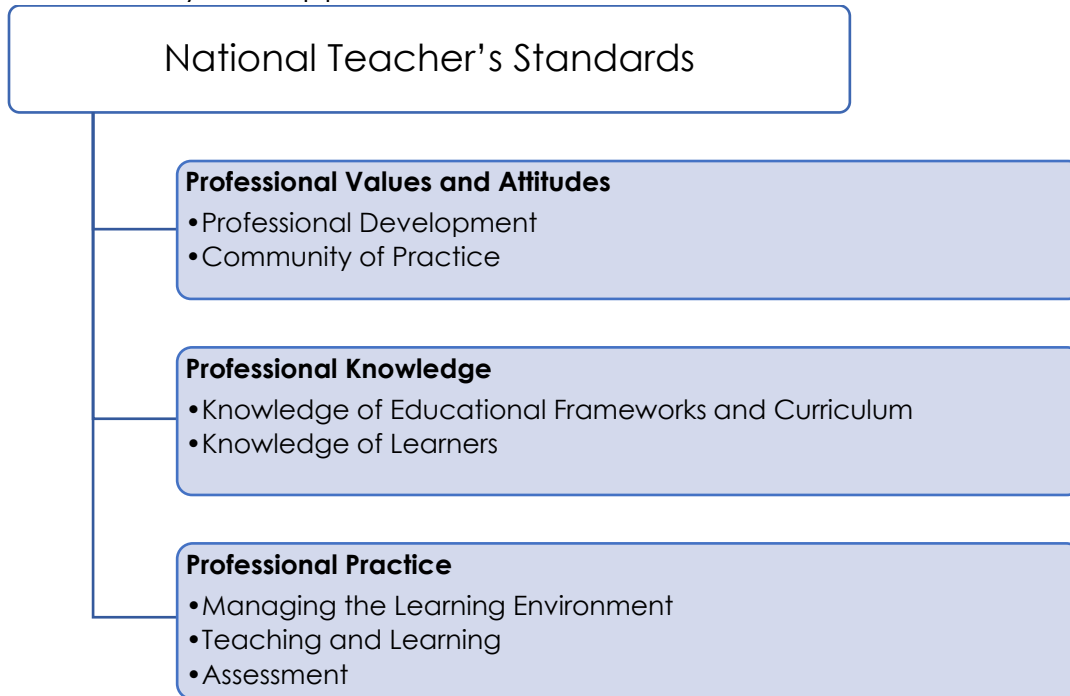 National Teacher's Standards
Professional Values and Attitudes
•Professional Development
•Community of Practice
Professional Knowledge
•Knowledge of Educational Frameworks and Curriculum
•Knowledge of Learners
Professional Practice
•Managing the Learning Environment
•Teaching and Learning
•Assessment